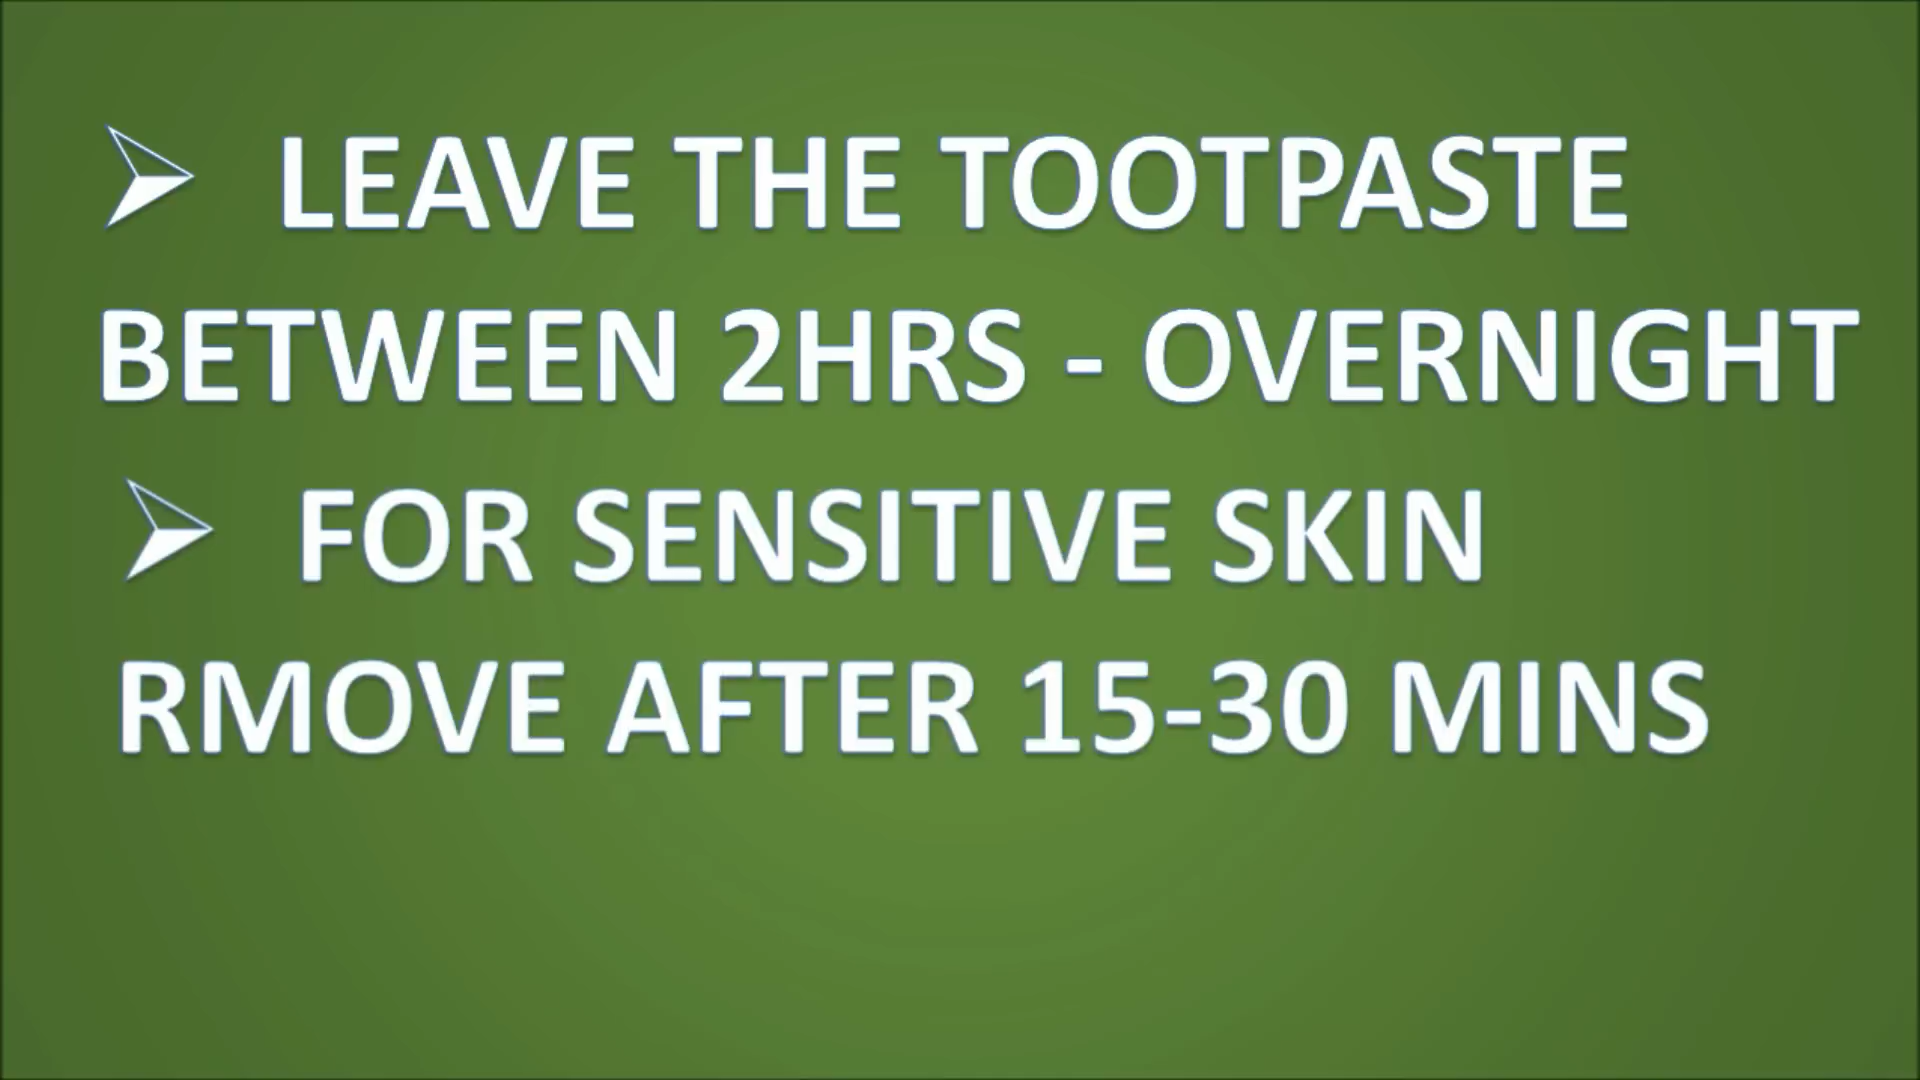 ➢ LEAVE THE TOOTPASTE
BETWEEN 2HRS - OVERNIGHT
➢ FOR SENSITIVE SKIN
RMOVE AFTER 15-30 MINS